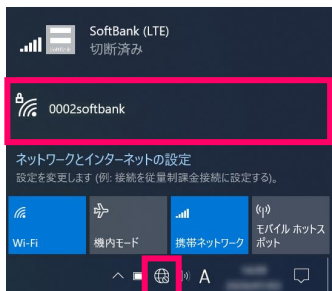 SoftBank (LTE)
切断済み
0002softbank
ネットワークとインターネットの設定
設定を変更します (例: 接続を従量制課金接続に設定する)。
Wi-Fi
機内モード
携帯ネットワーク
モバイル ホットス
ポット
A